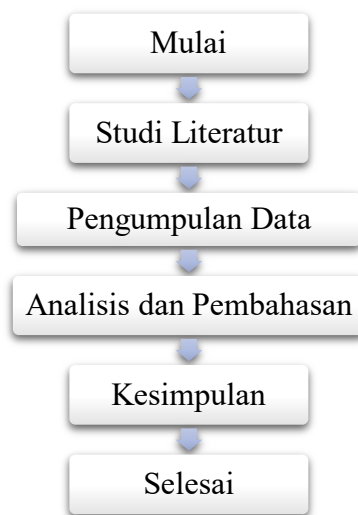 Mulai
Studi Literatur
Pengumpulan Data
Analisis dan Pembahasan
Kesimpulan
Selesai